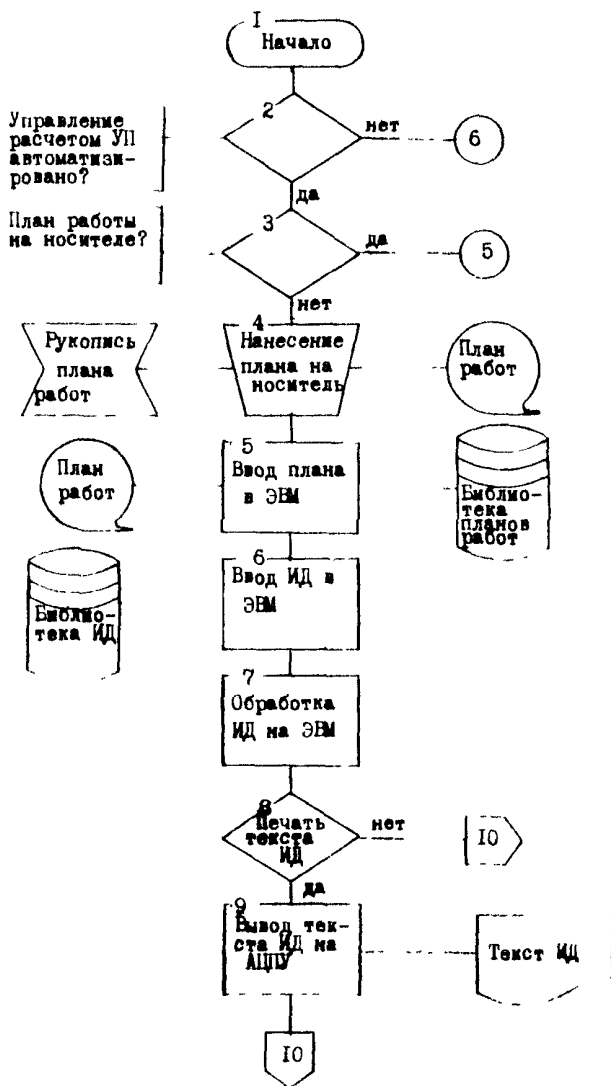 I
Начало
2
Управление
расчетом УП
автоматизи-
ровано?
нет
6
да
3
План работы
на носителе?
да
5
нет
4
Рукопись
плана
работ
Нанесение
плана на
носитель
План
работ
5
План
работ
Ввод плана
в ЭВМ
Библио-
тека
планов
работ
6
Библио-
тека ИД
Ввод ИД в
ЭВМ
7
Обработка
ИД на ЭВМ
8
Печать
текста
ИД
нет
IO
да
9
Вывод тек-
ста ИД на
АЦПУ
Текст ИД
IO